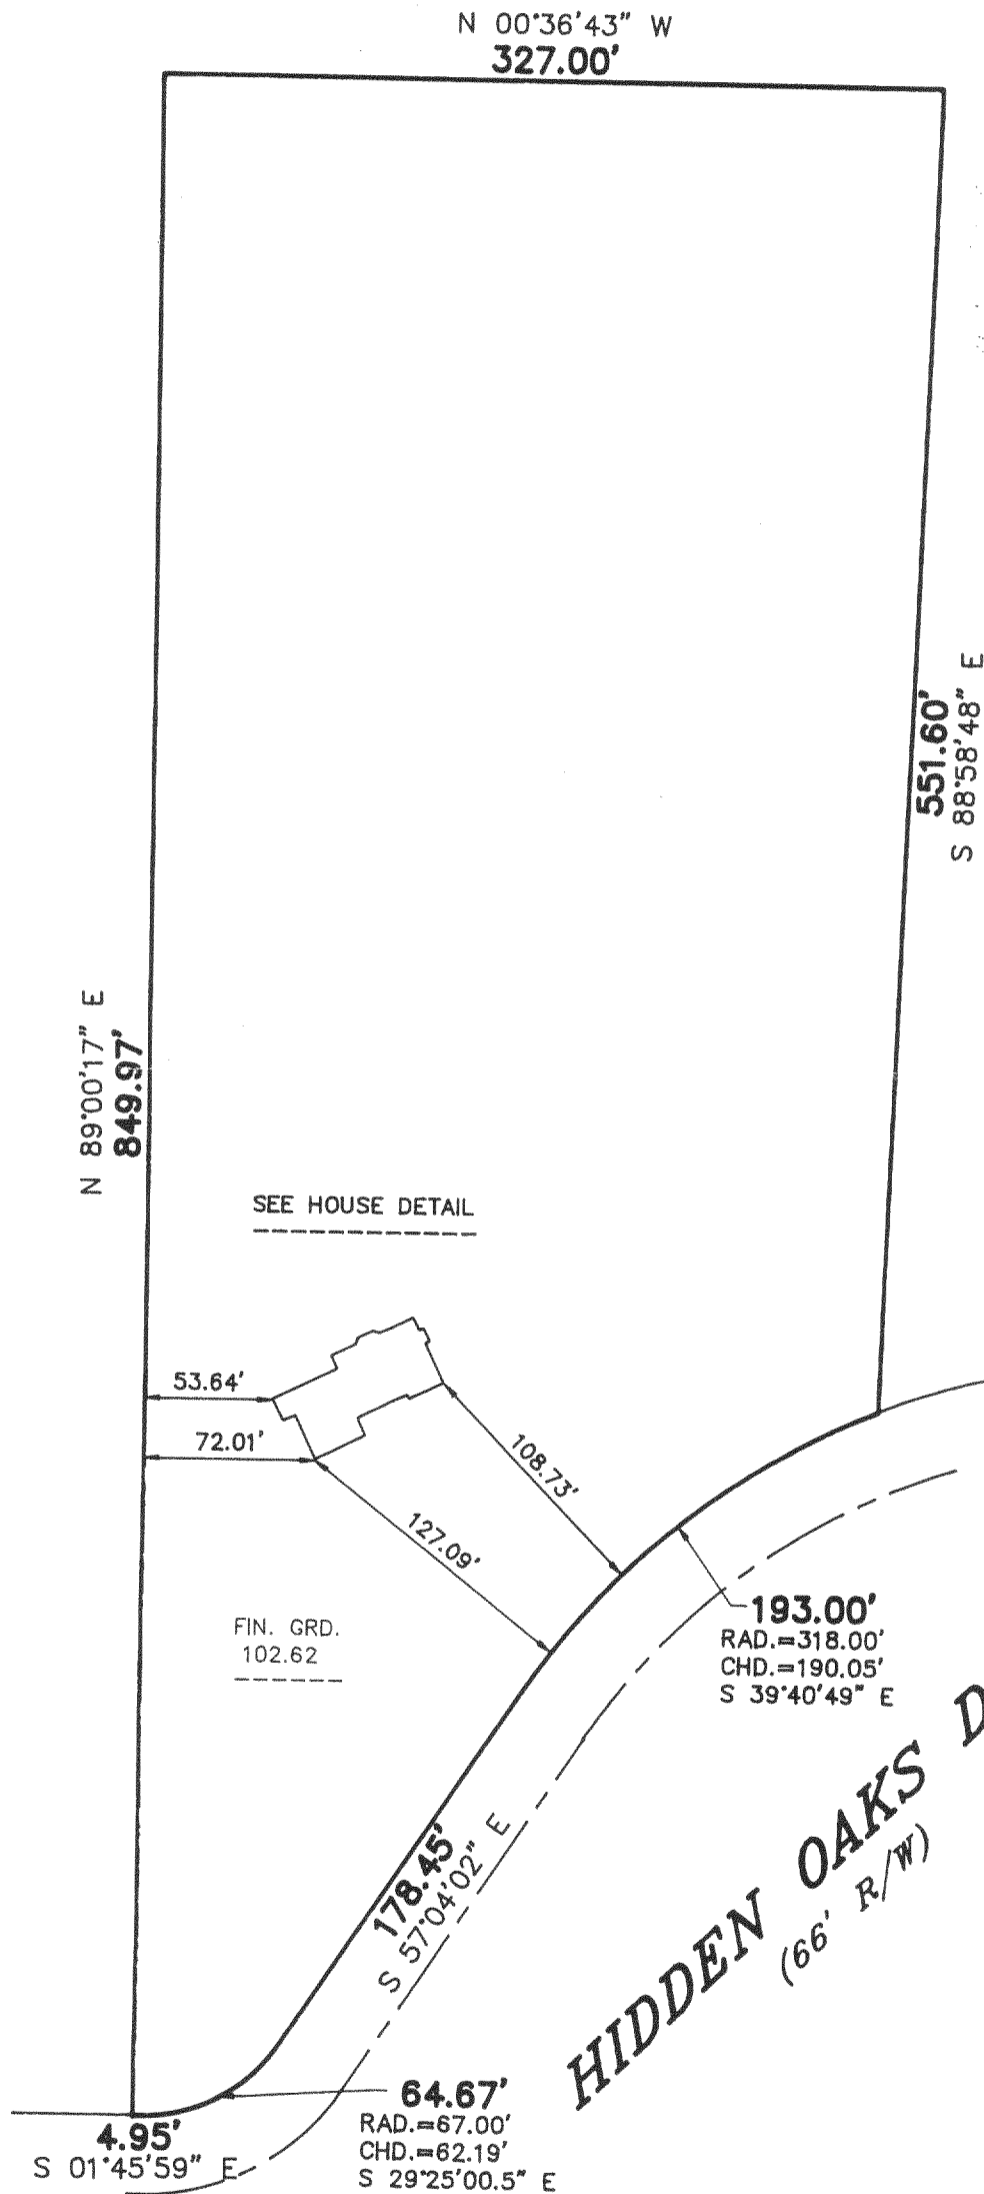 N 00°36'43" W
327.00'
551.60'
S 88°58'48" E
N 89°00'17" E
849.97'
SEE HOUSE DETAIL
53.64'
72.01'
108.73'
127.09'
FIN. GRD.
102.62
193.00'
RAD.=318.00'
CHD.=190.05'
S 39°40'49" E
178.45'
S 57°04'02" E
HIDDEN OAKS D
(66' R/W)
64.67'
RAD.=67.00'
CHD.=62.19'
S 29°25'00.5" E
4.95'
S 01°45'59" E